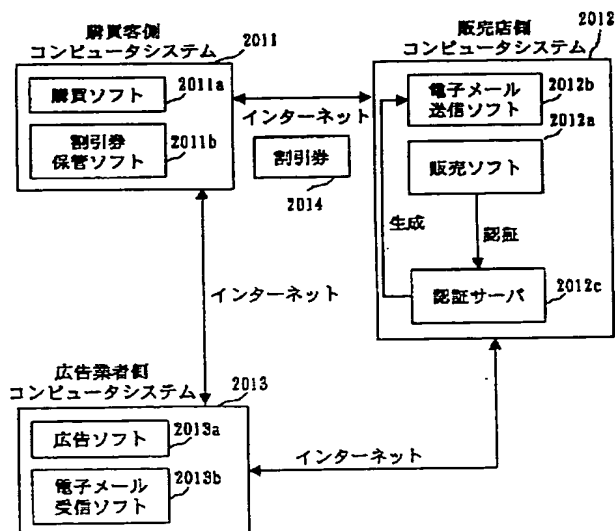 購買客側
コンピュータシステム
2011
購買ソフト
2011a
割引券
保管ソフト
2011b
インターネット
割引券
2014
販売店側
コンピュータシステム
2012
電子メール
送信ソフト
2012b
2012a
販売ソフト
生成
認証
認証サーバ
2012c
インターネット
広告業者側
コンピュータシステム
2013
広告ソフト
2013a
電子メール
受信ソフト
2013b
インターネット